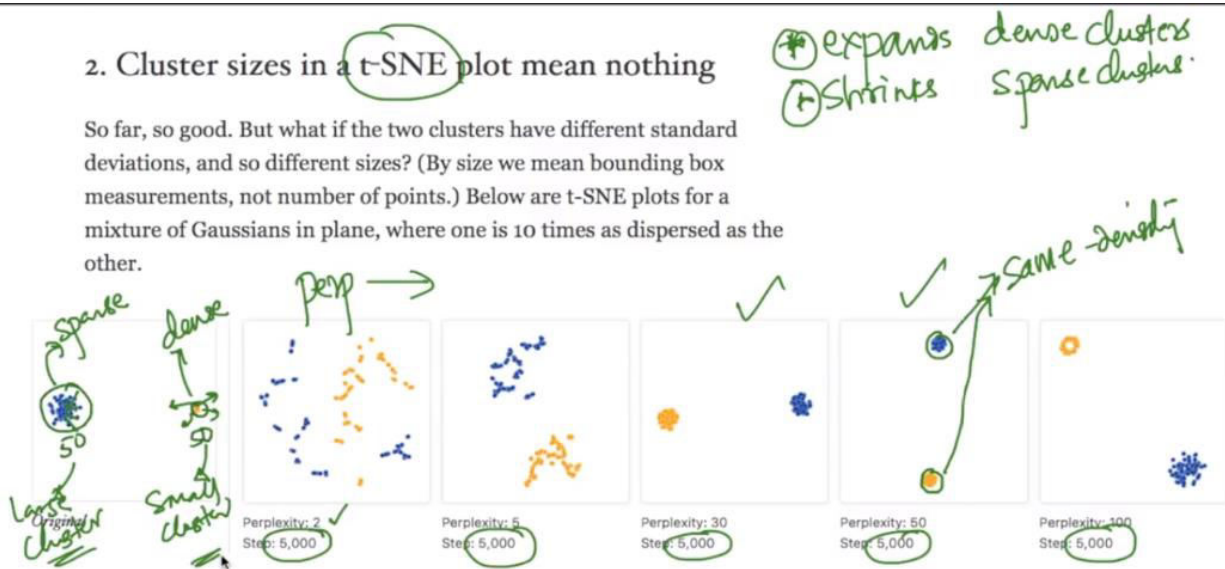 2. Cluster sizes in a t-SNE plot mean nothing
⊛ expands dense clusters
⊕ shrinks sparse clusters.
So far, so good. But what if the two clusters have different standard
deviations, and so different sizes? (By size we mean bounding box
measurements, not number of points.) Below are t-SNE plots for a
mixture of Gaussians in plane, where one is 10 times as dispersed as the
other.
perp →
same density
sparse
dense
50
50
Large
cluster
Small
cluster
Original
Perplexity: 2
Step: 5,000
Perplexity: 5
Step: 5,000
Perplexity: 30
Step: 5,000
Perplexity: 50
Step: 5,000
Perplexity: 100
Step: 5,000